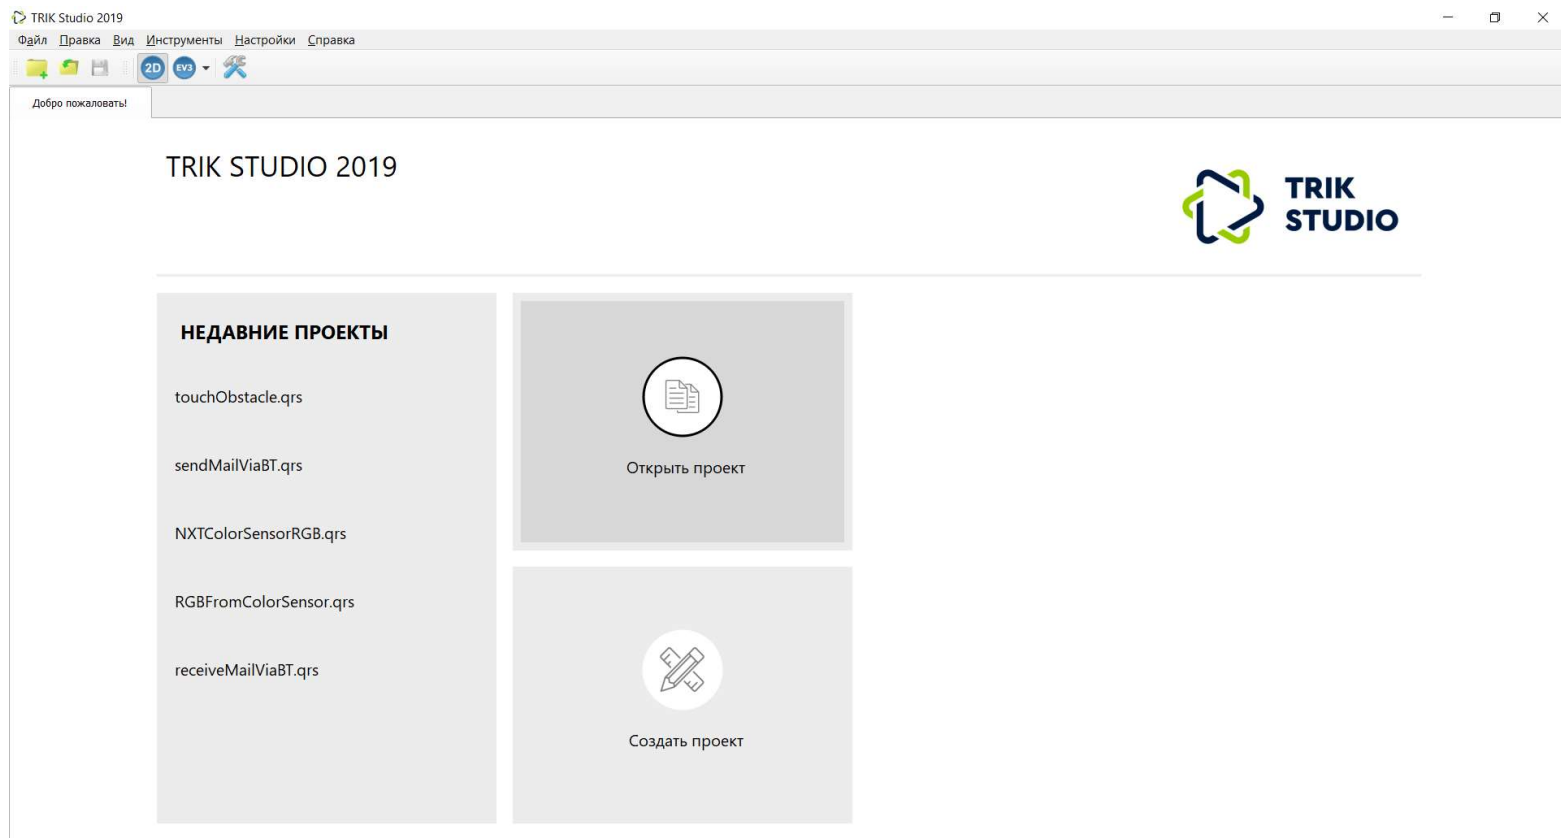 TRIK Studio 2019
Файл Правка Вид Инструменты Настройки Справка
2D EV3
Добро пожаловать!
TRIK STUDIO 2019
TRIK
STUDIO
НЕДАВНИЕ ПРОЕКТЫ
touchObstacle.qrs
sendMailViaBT.qrs
NXTColorSensorRGB.qrs
RGBFromColorSensor.qrs
receiveMailViaBT.qrs
Открыть проект
Создать проект